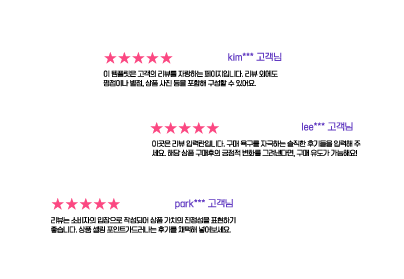 ★★★★★ kim*** 고객님
이 템플릿은 고객의 리뷰를 자랑하는 페이지입니다. 리뷰 외에도
평점이나 별점, 상품 사진 등을 포함해 구성할 수 있어요.
★★★★★ lee*** 고객님
이곳은 리뷰 입력란입니다. 구매 욕구를 자극하는 솔직한 후기들을 입력해 주
세요. 해당 상품 구매후의 긍정적 변화를 그려낸다면, 구매 유도가 가능해요!
★★★★★ park*** 고객님
리뷰는 소비자의 입장으로 작성되어 상품 가치의 진정성을 표현하기
좋습니다. 상품 셀링 포인트가드러나는 후기를 채택해 넣어보세요.